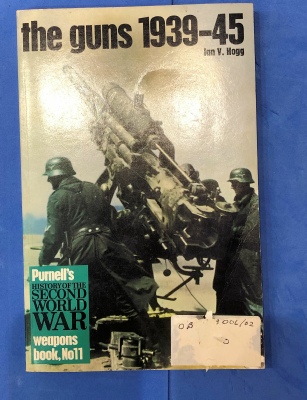 the guns 1939-45
Ian V. Hogg
Purnell's
HISTORY OF THE
SECOND
WORLD
WAR
weapons
book, No11